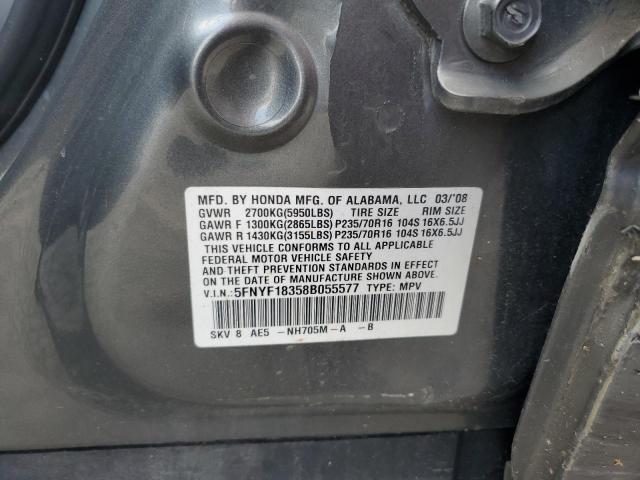 MFD. BY HONDA MFG. OF ALABAMA, LLC 03/'08
GVWR 2700KG(5950LBS) TIRE SIZE RIM SIZE
GAWR F 1300KG(2865LBS) P235/70R16 104S 16X6.5JJ
GAWR R 1430KG(3155LBS) P235/70R16 104S 16X6.5JJ
THIS VEHICLE CONFORMS TO ALL APPLICABLE
FEDERAL MOTOR VEHICLE SAFETY
AND THEFT PREVENTION STANDARDS IN EFFECT
ON THE DATE OF MANUFACTURE SHOWN ABOVE.
V.I.N.: 5FNYF18358B055577 TYPE: MPV
SKV 8 AE5 -NH705M-A -B